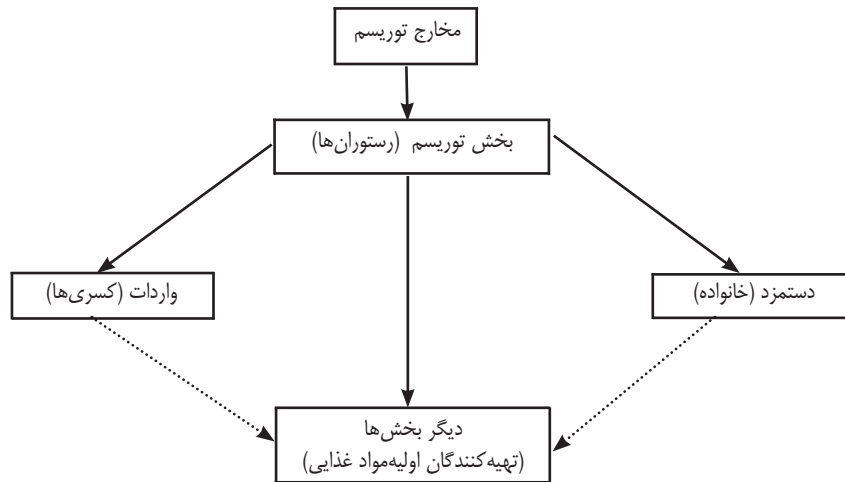 مخارج توریسم
بخش توریسم (رستوران‌ها)
دستمزد (خانواده)
واردات (کسری‌ها)
دیگر بخش‌ها
(تهیه‌کنندگان اولیه‌مواد غذایی)